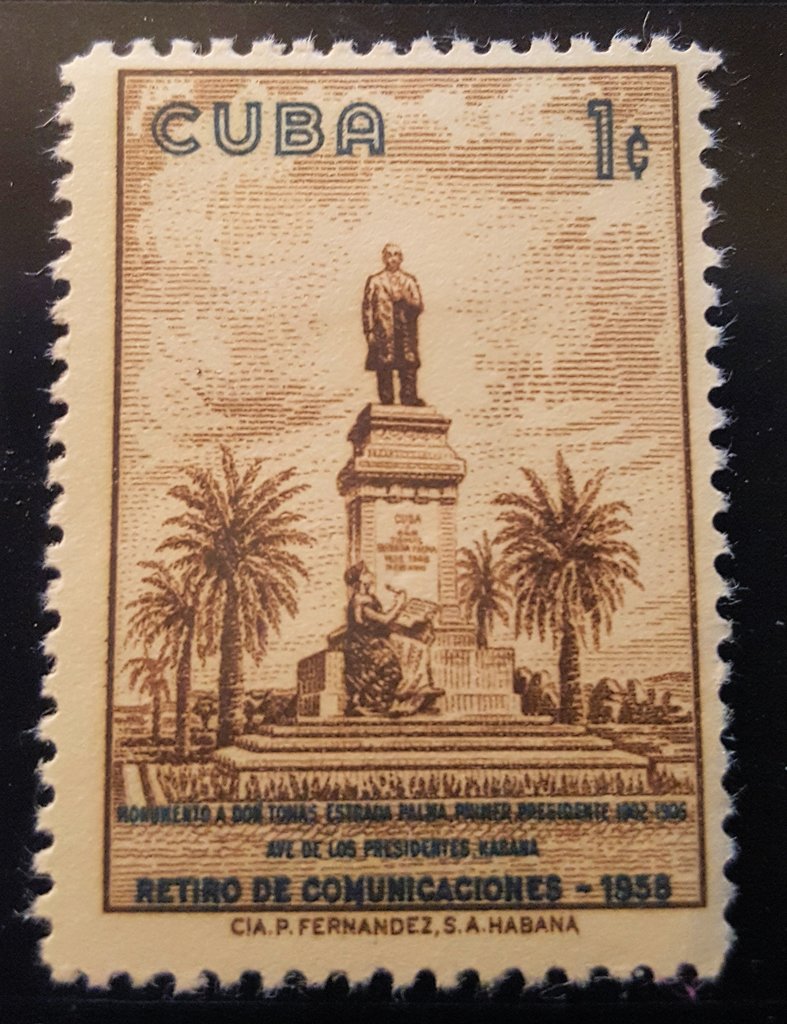 CUBA
1¢
CUBA
MONUMENTO A DON TOMAS ESTRADA PALMA, PRIMER PRESIDENTE 1902-1906
AVE DE LOS PRESIDENTES, HABANA
RETIRO DE COMUNICACIONES - 1958
CIA. P. FERNANDEZ, S. A. HABANA